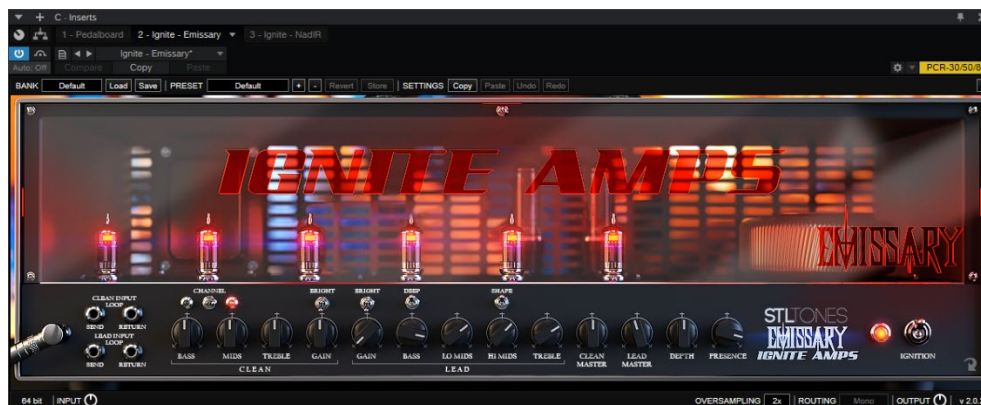 C - Inserts
1 - Pedalboard 2 - Ignite - Emissary 3 - Ignite - NadIR
Ignite - Emissary*
Auto: Off Compare Copy Paste
PCR-30/50/8
BANK Default Load Save PRESET Default + - Revert Store SETTINGS Copy Paste Undo Redo
IGNITE AMPS
EMISSARY
CHANNEL BRIGHT BRIGHT DEEP SHAPE
CLEAN INPUT
LOOP
SEND RETURN
LEAD INPUT
LOOP
SEND RETURN
BASS MIDS TREBLE GAIN GAIN BASS LO MIDS HI MIDS TREBLE CLEAN
MASTER LEAD
MASTER DEPTH PRESENCE
CLEAN LEAD
STL TONES
EMISSARY
IGNITE AMPS
IGNITION
64 bit INPUT OVERSAMPLING 2x ROUTING Mono OUTPUT v 2.0.